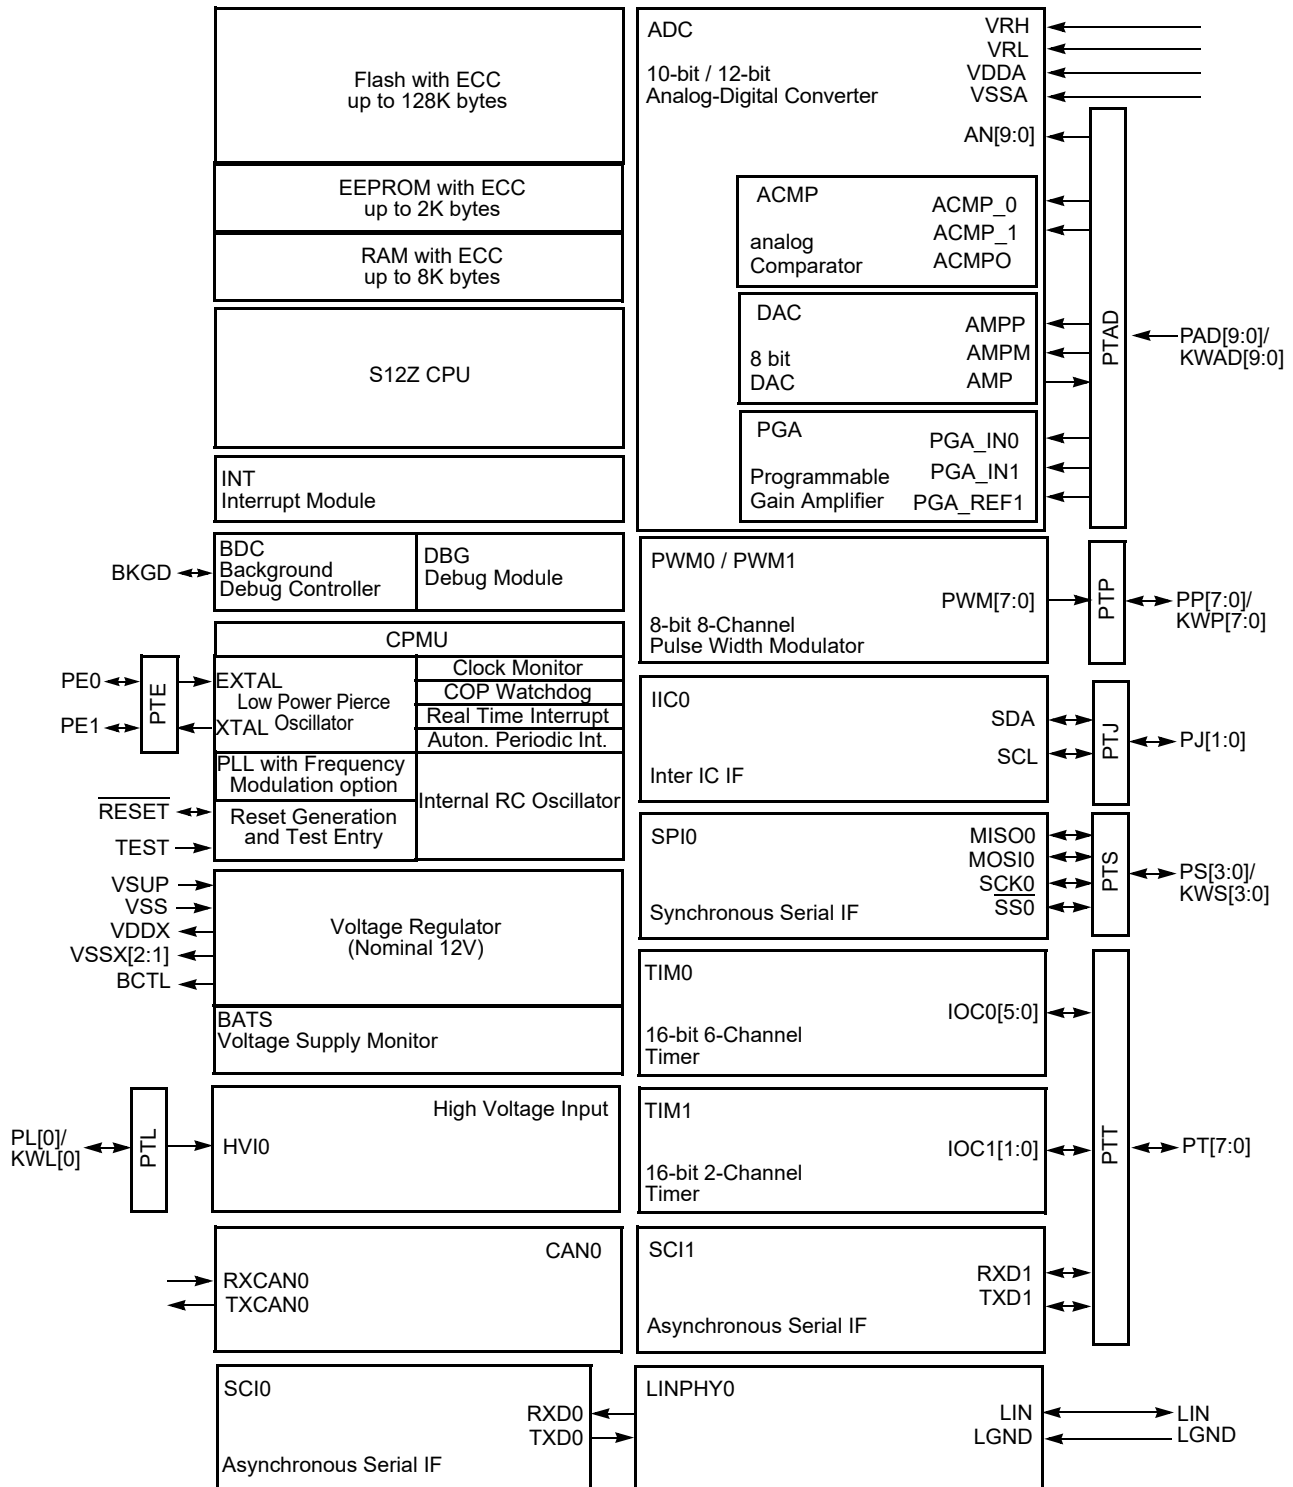 Flash with ECC
up to 128K bytes
EEPROM with ECC
up to 2K bytes
RAM with ECC
up to 8K bytes
S12Z CPU
INT
Interrupt Module
BKGD
BDC
Background
Debug Controller
DBG
Debug Module
CPMU
PE0
PE1
PTE
EXTAL
Low Power Pierce
XTAL Oscillator
Clock Monitor
COP Watchdog
Real Time Interrupt
Auton. Periodic Int.
PLL with Frequency
Modulation option
Internal RC Oscillator
RESET
TEST
Reset Generation
and Test Entry
VSUP
VSS
VDDX
VSSX[2:1]
BCTL
Voltage Regulator
(Nominal 12V)
BATS
Voltage Supply Monitor
PL[0]/
KWL[0]
PTL
High Voltage Input
HVI0
CAN0
RXCAN0
TXCAN0
SCI0
RXD0
TXD0
Asynchronous Serial IF
ADC
10-bit / 12-bit
Analog-Digital Converter
VRH
VRL
VDDA
VSSA
AN[9:0]
ACMP
analog
Comparator
ACMP_0
ACMP_1
ACMPO
DAC
8 bit
DAC
AMPP
AMPM
AMP
PGA
Programmable
Gain Amplifier
PGA_IN0
PGA_IN1
PGA_REF1
PTAD
PAD[9:0]/
KWAD[9:0]
PWM0 / PWM1
PWM[7:0]
8-bit 8-Channel
Pulse Width Modulator
PTP
PP[7:0]/
KWP[7:0]
IIC0
SDA
SCL
Inter IC IF
PTJ
PJ[1:0]
SPI0
MISO0
MOSI0
SCK0
SS0
Synchronous Serial IF
PTS
PS[3:0]/
KWS[3:0]
TIM0
IOC0[5:0]
16-bit 6-Channel
Timer
TIM1
IOC1[1:0]
16-bit 2-Channel
Timer
PTT
PT[7:0]
SCI1
RXD1
TXD1
Asynchronous Serial IF
LINPHY0
LIN
LGND
LIN
LGND